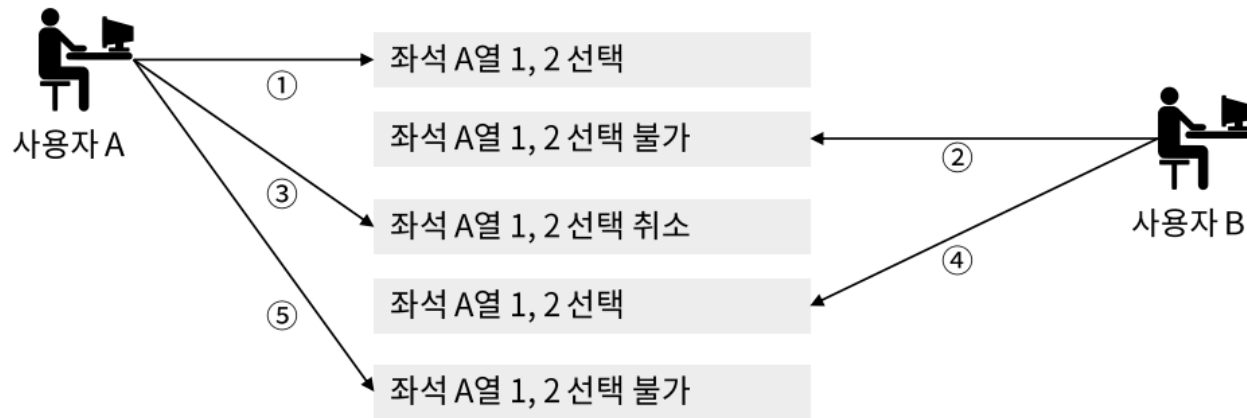 좌석 A열 1, 2 선택
①
사용자 A
좌석 A열 1, 2 선택 불가
②
③
좌석 A열 1, 2 선택 취소
사용자 B
④
좌석 A열 1, 2 선택
⑤
좌석 A열 1, 2 선택 불가